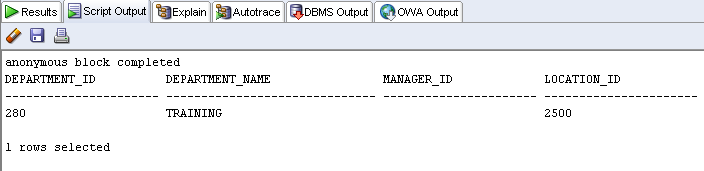 Results Script Output Explain Autotrace DBMS Output OWA Output
anonymous block completed
DEPARTMENT_ID DEPARTMENT_NAME MANAGER_ID LOCATION_ID
---------------------- ------------------------------ ---------------------- ----------------------
280 TRAINING 2500
1 rows selected